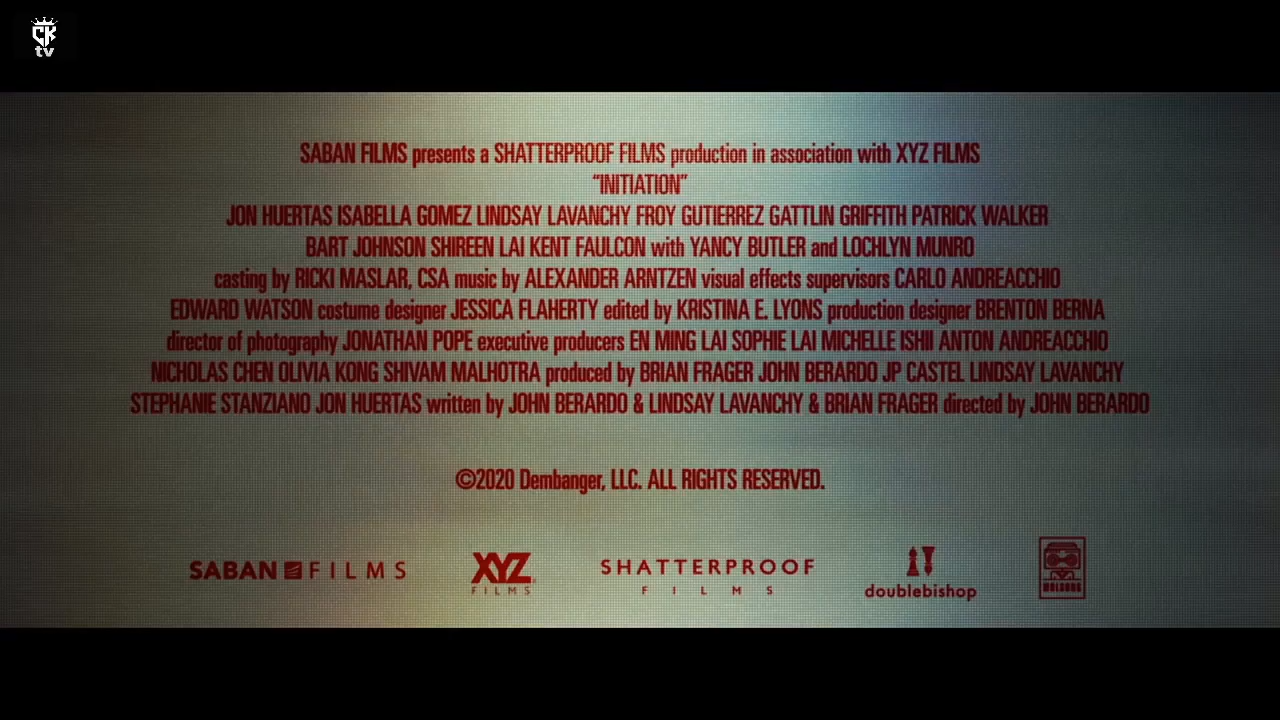 CK
tv
SABAN FILMS presents a SHATTERPROOF FILMS production in association with XYZ FILMS
“INITIATION”
JON HUERTAS ISABELLA GOMEZ LINDSAY LAVANCHY FROY GUTIERREZ GATTLIN GRIFFITH PATRICK WALKER
BART JOHNSON SHIREEN LAI KENT FAULCON with YANCY BUTLER and LOCHLYN MUNRO
casting by RICKI MASLAR, CSA music by ALEXANDER ARNTZEN visual effects supervisors CARLO ANDREACCHIO
EDWARD WATSON costume designer JESSICA FLAHERTY edited by KRISTINA E. LYONS production designer BRENTON BERNA
director of photography JONATHAN POPE executive producers EN MING LAI SOPHIE LAI MICHELLE ISHII ANTON ANDREACCHIO
NICHOLAS CHEN OLIVIA KONG SHIVAM MALHOTRA produced by BRIAN FRAGER JOHN BERARDO JP CASTEL LINDSAY LAVANCHY
STEPHANIE STANZIANO JON HUERTAS written by JOHN BERARDO & LINDSAY LAVANCHY & BRIAN FRAGER directed by JOHN BERARDO
©2020 Dembanger, LLC. ALL RIGHTS RESERVED.
SABAN FILMS
XYZ
FILMS
SHATTERPROOF
FILMS
doublebishop